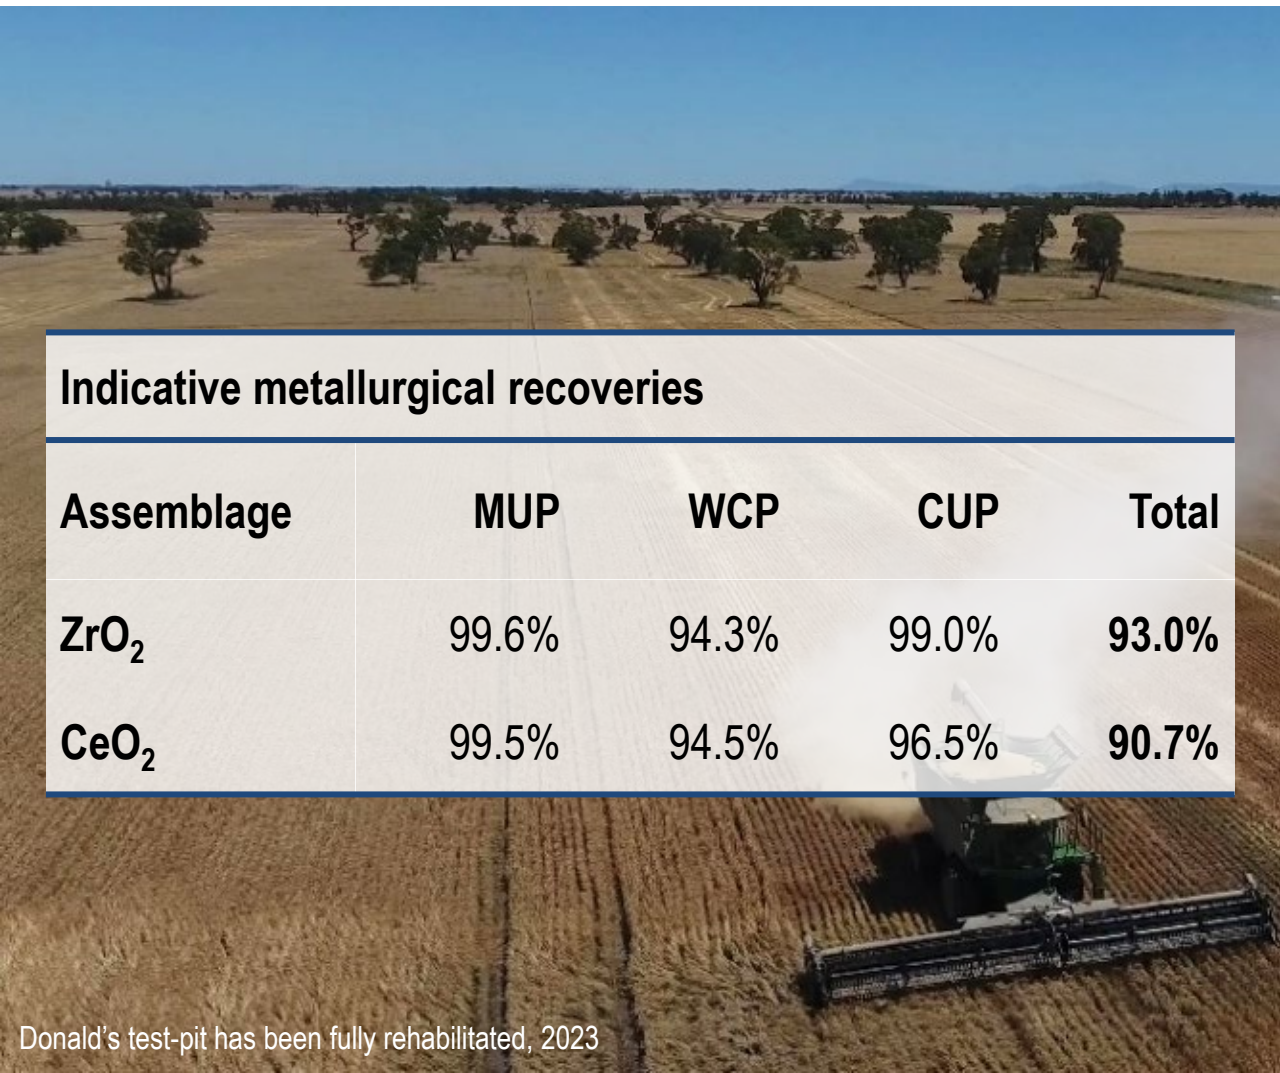 Indicative metallurgical recoveries
Assemblage MUP WCP CUP Total
ZrO₂ 99.6% 94.3% 99.0% 93.0%
CeO₂ 99.5% 94.5% 96.5% 90.7%
Donald's test-pit has been fully rehabilitated, 2023